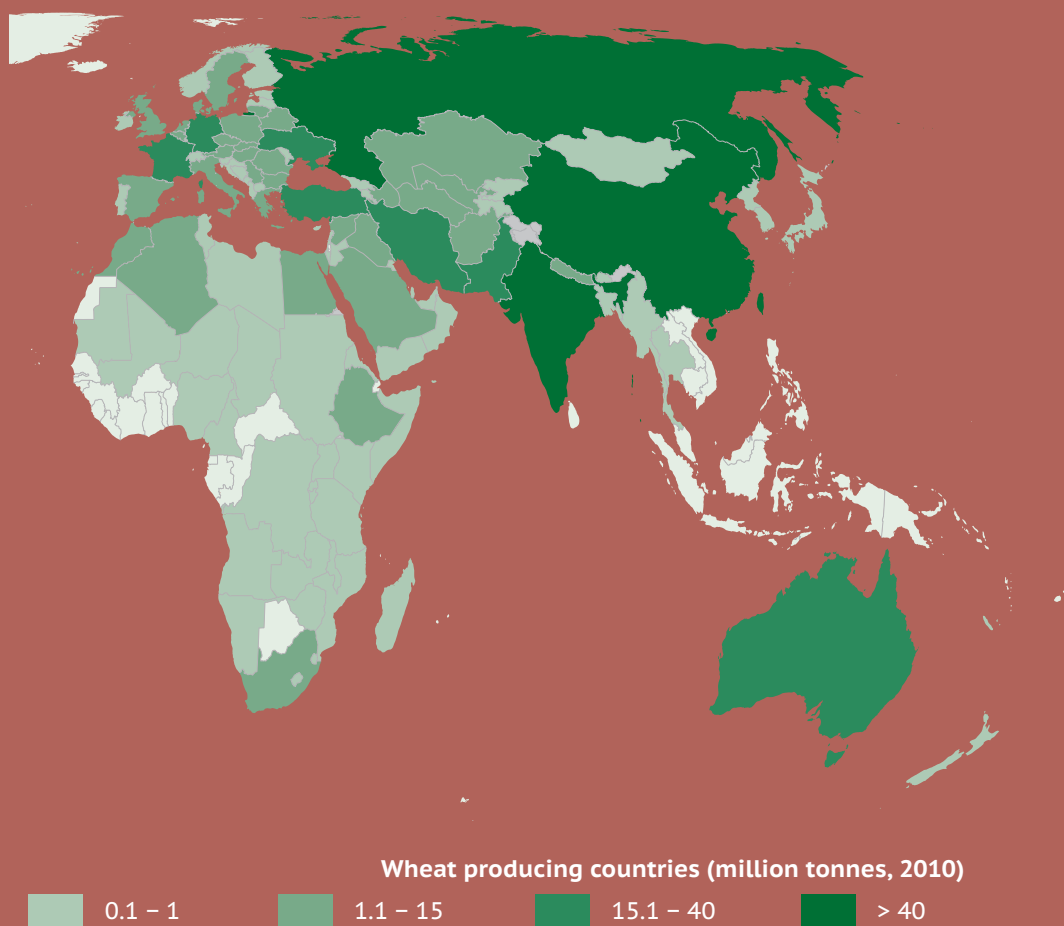 Wheat producing countries (million tonnes, 2010)
0.1 – 1 1.1 – 15 15.1 – 40 > 40